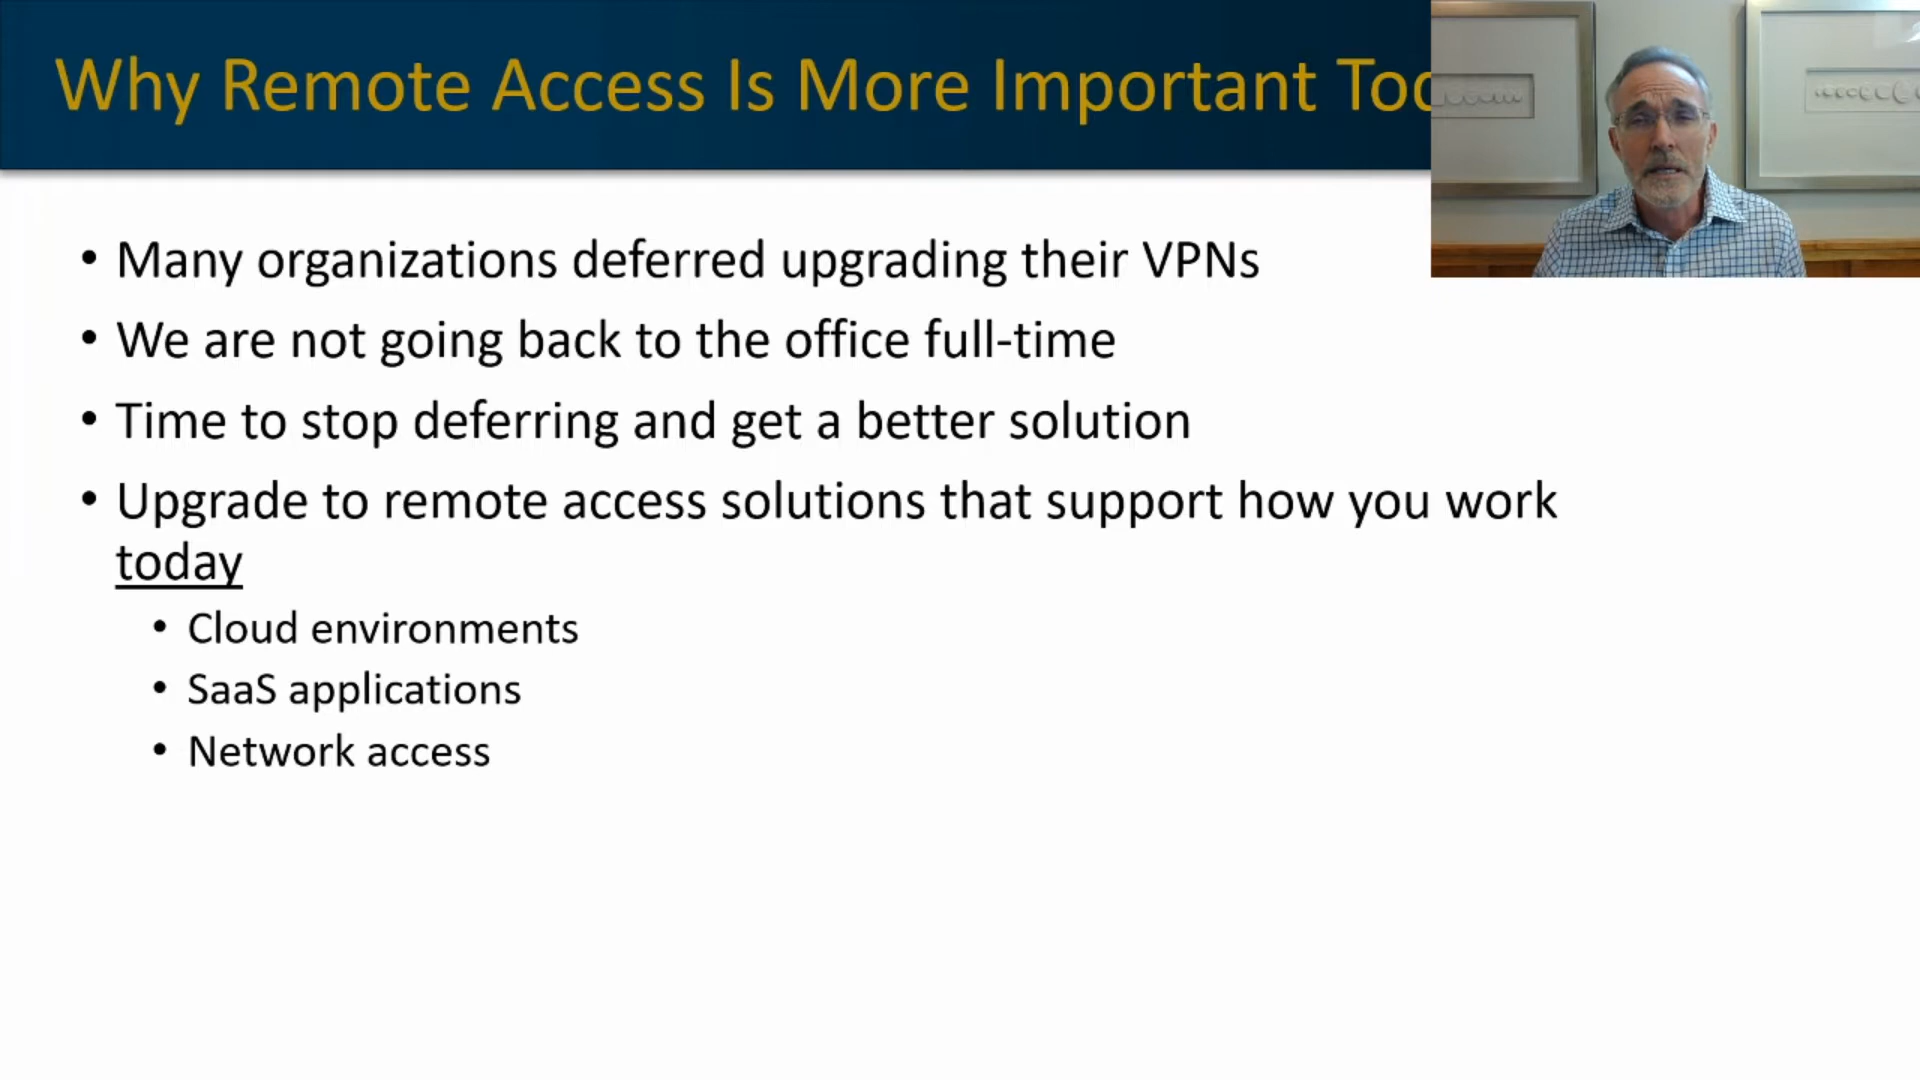 Why Remote Access Is More Important Toc
• Many organizations deferred upgrading their VPNs
• We are not going back to the office full-time
• Time to stop deferring and get a better solution
• Upgrade to remote access solutions that support how you work
today
• Cloud environments
• SaaS applications
• Network access